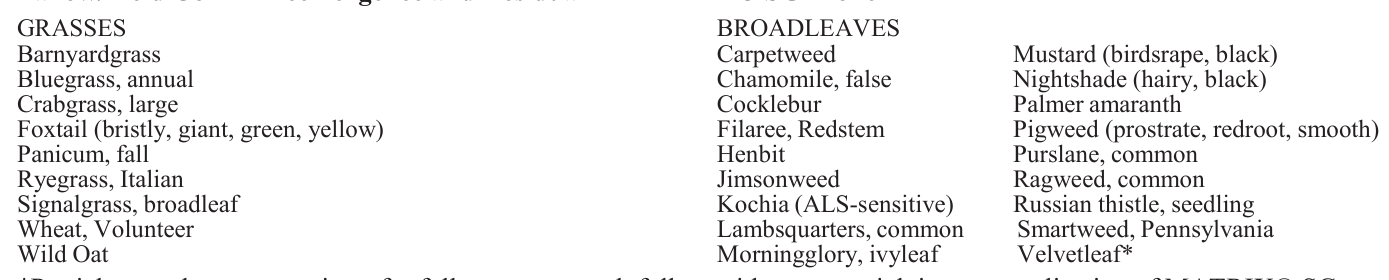 GRASSES
Barnyardgrass
Bluegrass, annual
Crabgrass, large
Foxtail (bristly, giant, green, yellow)
Panicum, fall
Ryegrass, Italian
Signalgrass, broadleaf
Wheat, Volunteer
Wild Oat
BROADLEAVES
Carpetweed
Chamomile, false
Cocklebur
Filaree, Redstem
Henbit
Jimsonweed
Kochia (ALS-sensitive)
Lambsquarters, common
Morningglory, ivyleaf
Mustard (birdsrape, black)
Nightshade (hairy, black)
Palmer amaranth
Pigweed (prostrate, redroot, smooth)
Purslane, common
Ragweed, common
Russian thistle, seedling
Smartweed, Pennsylvania
Velvetleaf*